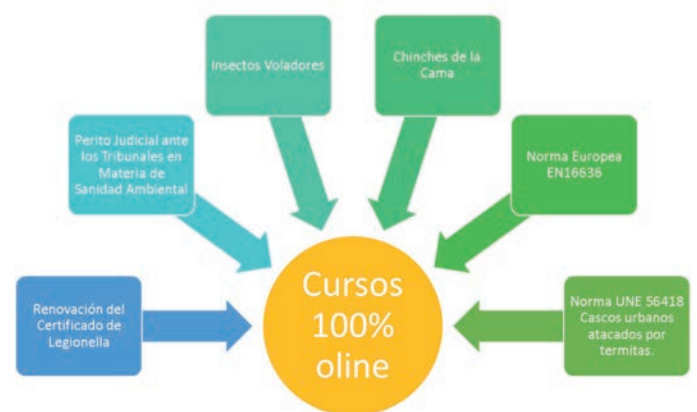 Insectos Voladores
Chinches de la
Cama
Perito Judicial ante
los Tribunales en
Materia de
Sanidad Ambiental
Norma Europea
EN16636
Renovación del
Certificado de
Legionella
Cursos
100%
oline
Norma UNE 56418
Cascos urbanos
atacados por
termitas.